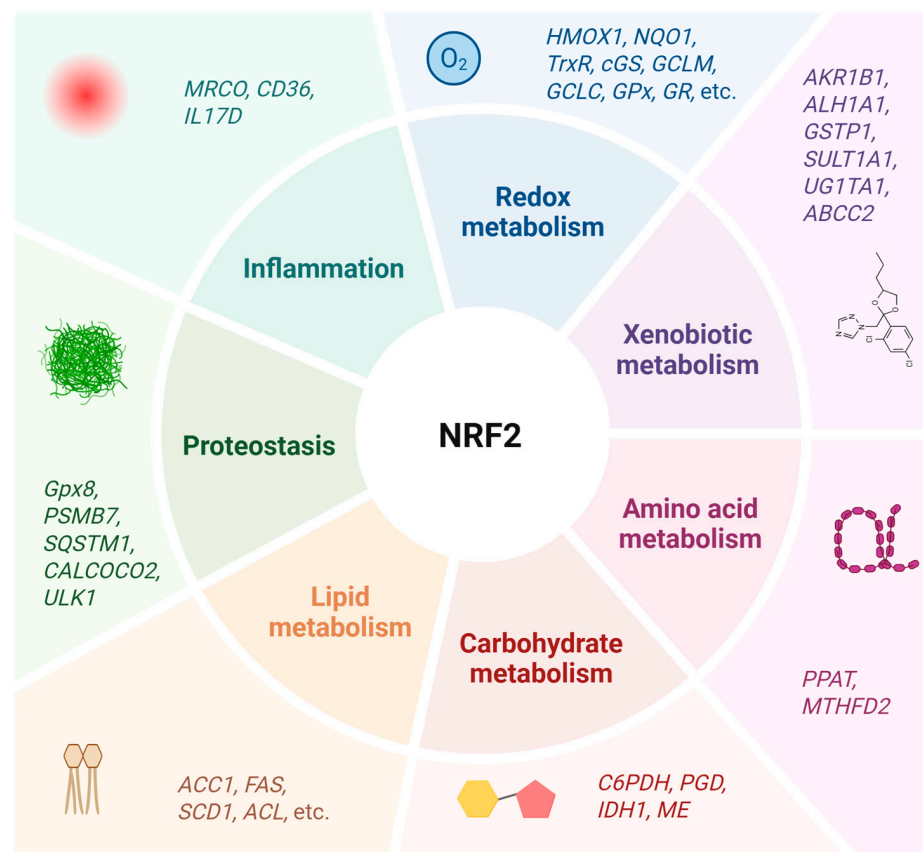 O2
HMOX1, NQO1,
TrxR, cGS, GCLM,
GCLC, GPx, GR, etc.
MRCO, CD36,
IL17D
AKR1B1,
ALH1A1,
GSTP1,
SULT1A1,
UG1TA1,
ABCC2
Redox
metabolism
Inflammation
Xenobiotic
metabolism
N
N
N
O
O
Cl
Cl
NRF2
Proteostasis
Gpx8,
PSMB7,
SQSTM1,
CALCOCO2,
ULK1
Amino acid
metabolism
Lipid
metabolism
Carbohydrate
metabolism
PPAT,
MTHFD2
ACC1, FAS,
SCD1, ACL, etc.
C6PDH, PGD,
IDH1, ME